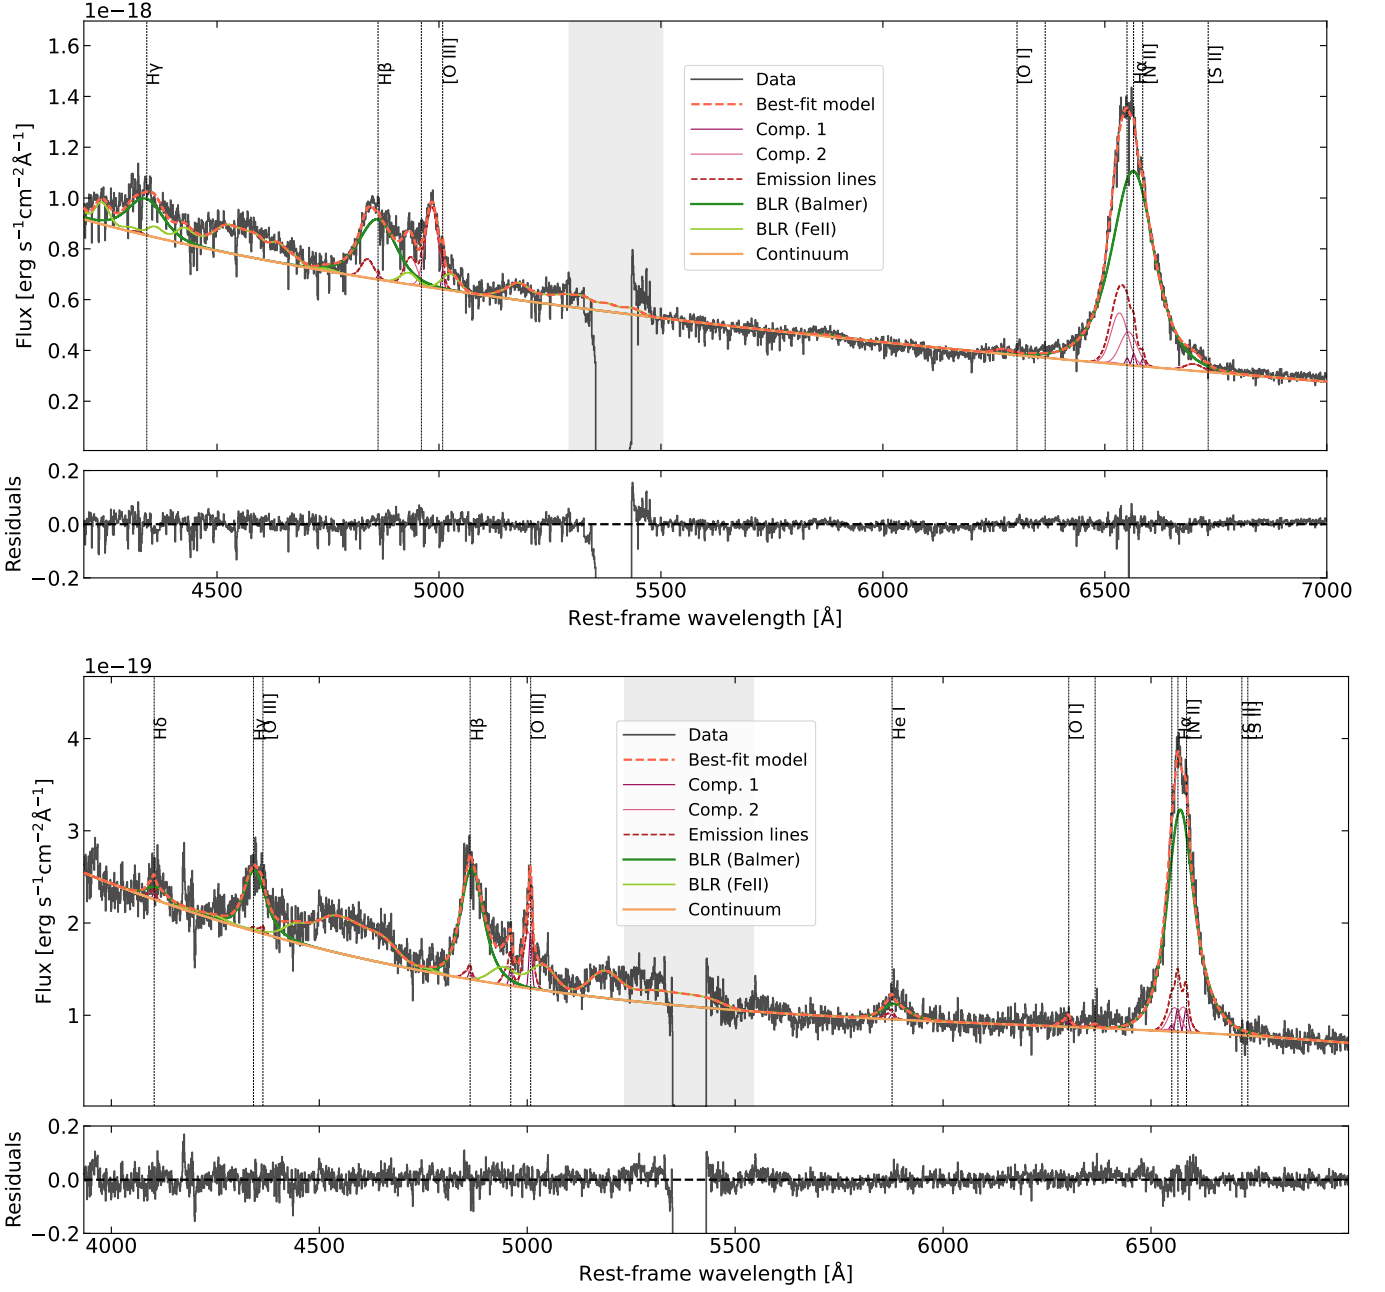 1e−18
1.6
1.4
1.2
1.0
0.8
0.6
0.4
0.2
Flux [erg s−1cm−2Å−1]
Hγ
Hβ
[O III]
[O I]
Hα
[N II]
[S II]
Data
Best-fit model
Comp. 1
Comp. 2
Emission lines
BLR (Balmer)
BLR (FeII)
Continuum
0.2
0.0
−0.2
Residuals
4500 5000 5500 6000 6500 7000
Rest-frame wavelength [Å]
1e−19
4
3
2
1
Flux [erg s−1cm−2Å−1]
Hδ
Hγ
[O III]
Hβ
[O III]
He I
[O I]
Hα
[N II]
[S II]
[S II]
Data
Best-fit model
Comp. 1
Comp. 2
Emission lines
BLR (Balmer)
BLR (FeII)
Continuum
0.2
0.0
−0.2
Residuals
4000 4500 5000 5500 6000 6500
Rest-frame wavelength [Å]